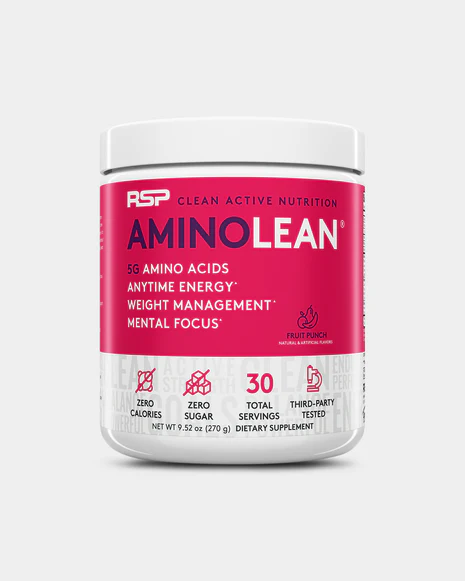 RSP CLEAN ACTIVE NUTRITION
AMINOLEAN®
5G AMINO ACIDS
ANYTIME ENERGY*
WEIGHT MANAGEMENT*
MENTAL FOCUS*
FRUIT PUNCH
NATURAL & ARTIFICIAL FLAVORS
ZERO
CALORIES
ZERO
SUGAR
30
TOTAL
SERVINGS
THIRD-PARTY
TESTED
NET WT 9.52 oz (270 g) DIETARY SUPPLEMENT